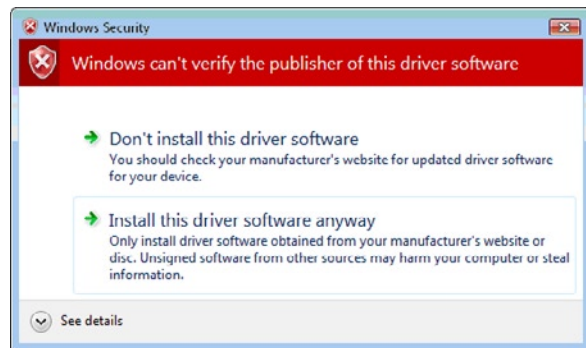 Windows Security
Windows can't verify the publisher of this driver software
Don't install this driver software
You should check your manufacturer's website for updated driver software
for your device.
Install this driver software anyway
Only install driver software obtained from your manufacturer's website or
disc. Unsigned software from other sources may harm your computer or steal
information.
See details